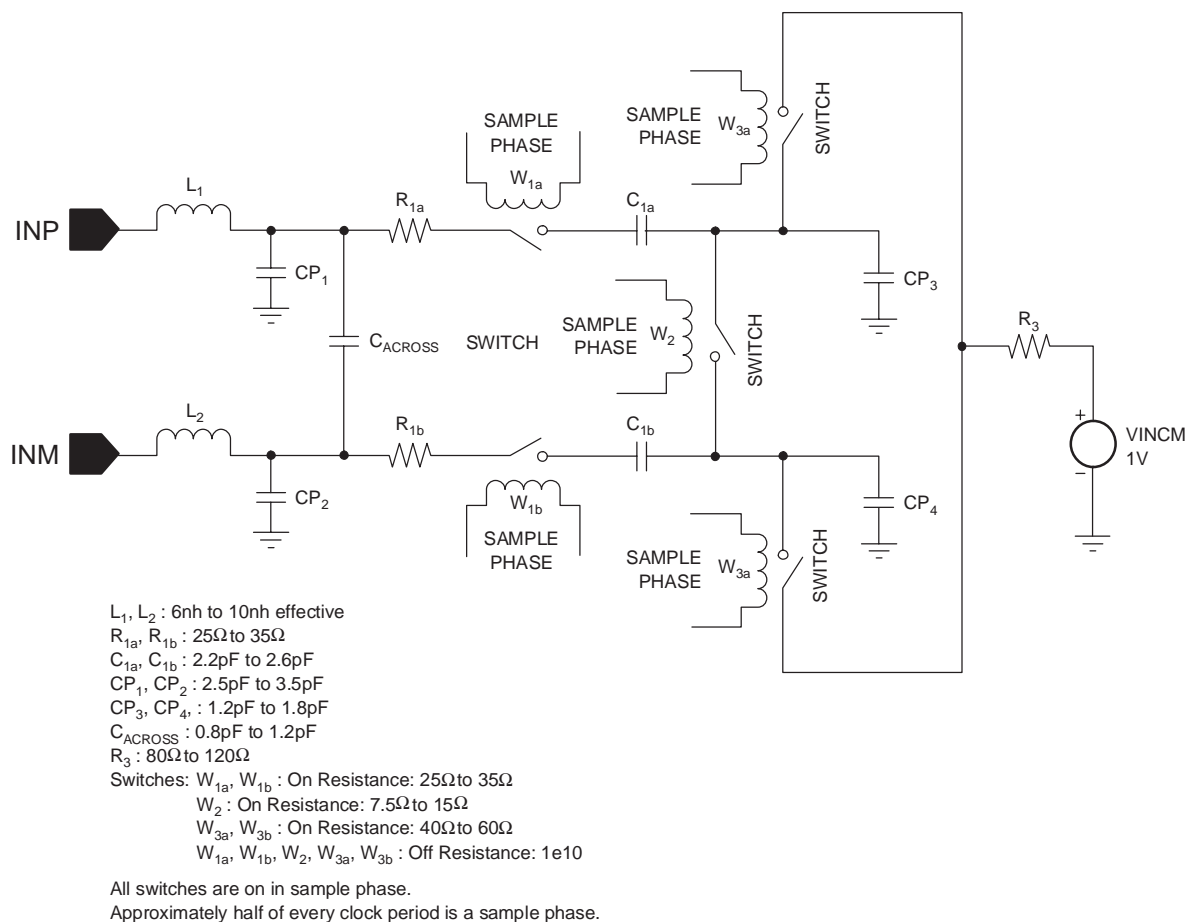 SAMPLE
PHASE
W3a
SWITCH
SAMPLE
PHASE
W1a
L1
R1a
C1a
INP
CP1
CP3
SAMPLE
PHASE
W2
SWITCH
R3
CACROSS
SWITCH
L2
R1b
C1b
+
VINCM
1V
−
INM
CP2
W1b
SAMPLE
PHASE
CP4
SAMPLE
PHASE
W3a
SWITCH
L1, L2 : 6nh to 10nh effective
R1a, R1b : 25Ω to 35Ω
C1a, C1b : 2.2pF to 2.6pF
CP1, CP2 : 2.5pF to 3.5pF
CP3, CP4, : 1.2pF to 1.8pF
CACROSS : 0.8pF to 1.2pF
R3 : 80Ω to 120Ω
Switches: W1a, W1b : On Resistance: 25Ω to 35Ω
W2 : On Resistance: 7.5Ω to 15Ω
W3a, W3b : On Resistance: 40Ω to 60Ω
W1a, W1b, W2, W3a, W3b : Off Resistance: 1e10
All switches are on in sample phase.
Approximately half of every clock period is a sample phase.